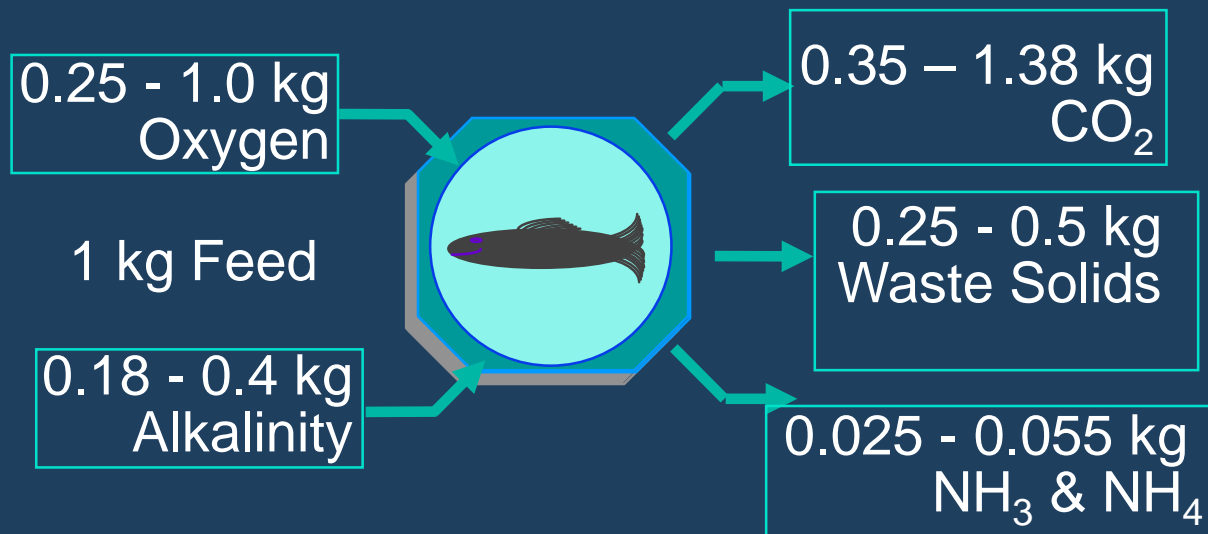 0.25 - 1.0 kg
Oxygen
1 kg Feed
0.18 - 0.4 kg
Alkalinity
0.35 – 1.38 kg
CO₂
0.25 - 0.5 kg
Waste Solids
0.025 - 0.055 kg
NH₃ & NH₄